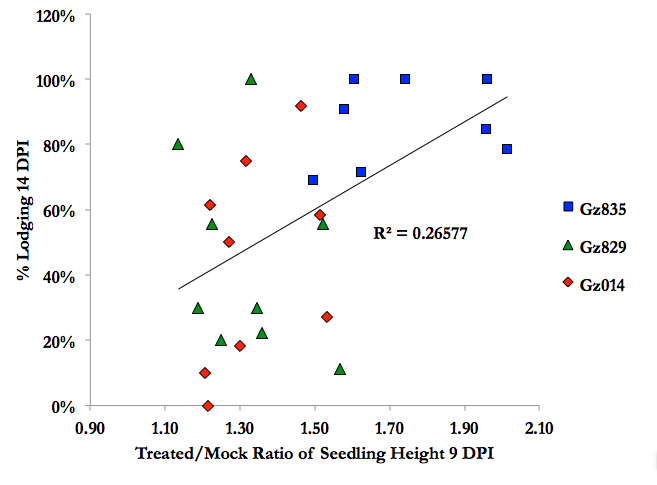 120%
100%
80%
60%
40%
20%
0%
% Lodging 14 DPI
R² = 0.26577
Gz835
Gz829
Gz014
0.90 1.10 1.30 1.50 1.70 1.90 2.10
Treated/Mock Ratio of Seedling Height 9 DPI